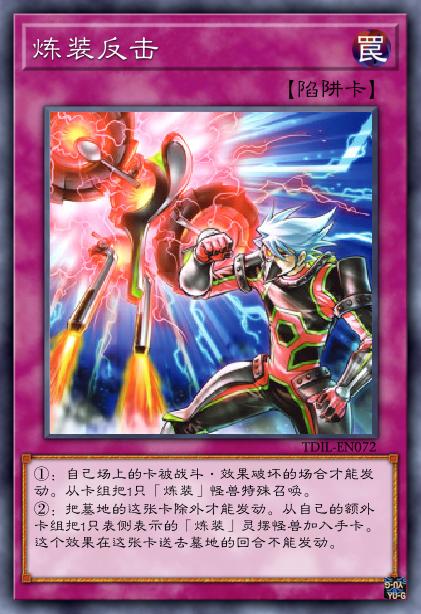 炼装反击
罠
【陷阱卡】
TDIL-EN072
①：自己场上的卡被战斗·效果破坏的场合才能发
动。从卡组把1只「炼装」怪兽特殊召唤。
②：把墓地的这张卡除外才能发动。从自己的额外
卡组把1只表侧表示的「炼装」灵摆怪兽加入手卡。
这个效果在这张卡送去墓地的回合不能发动。
YU-G